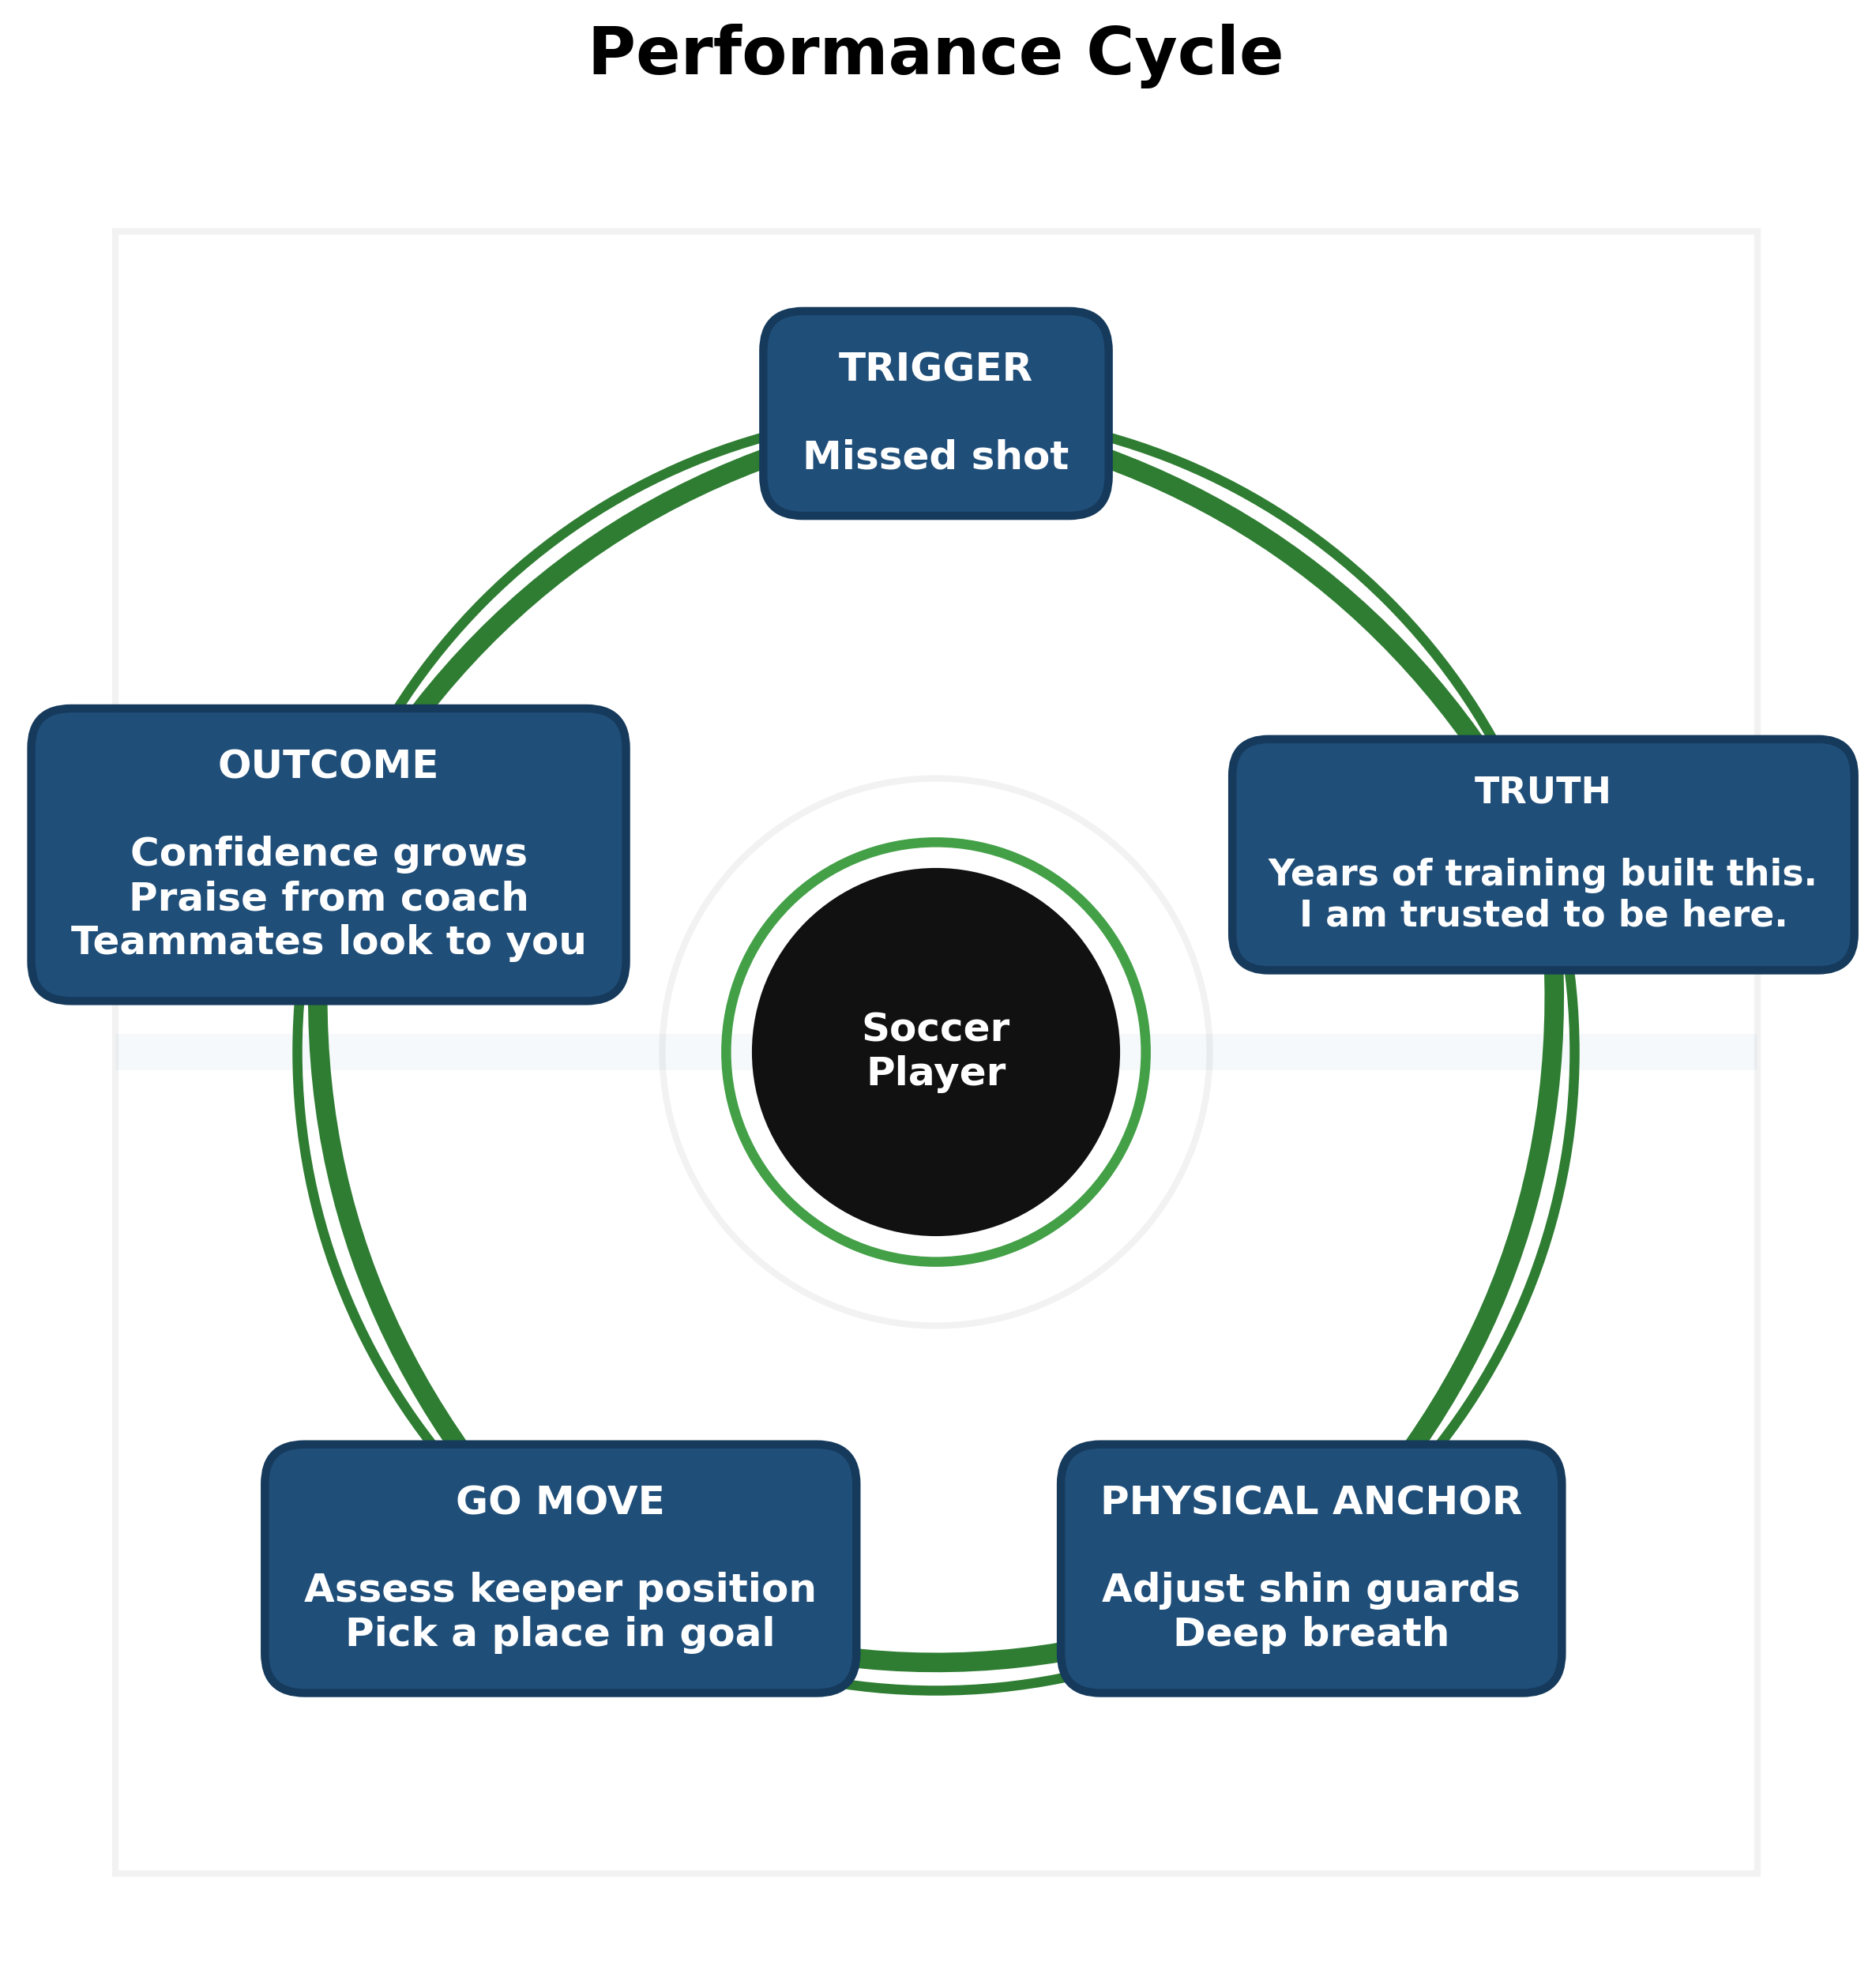 Performance Cycle
TRIGGER
Missed shot
TRUTH
Years of training built this.
I am trusted to be here.
PHYSICAL ANCHOR
Adjust shin guards
Deep breath
GO MOVE
Assess keeper position
Pick a place in goal
OUTCOME
Confidence grows
Praise from coach
Teammates look to you
Soccer
Player